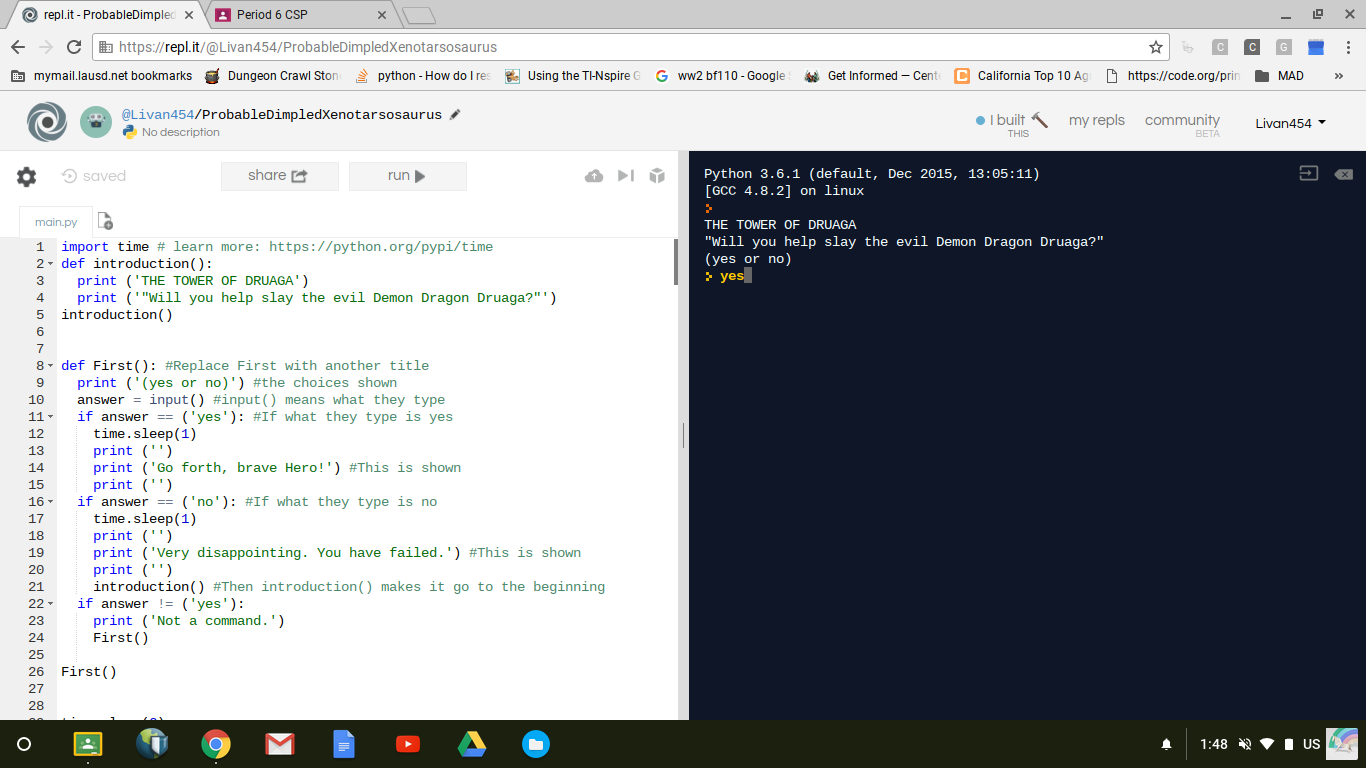 repl.it - ProbableDimpled
Period 6 CSP
https://repl.it/@Livan454/ProbableDimpledXenotarsosaurus
mymail.lausd.net bookmarks
Dungeon Crawl Ston
python - How do I res
Using the TI-Nspire G
ww2 bf110 - Google
Get Informed — Cent
California Top 10 Ag
https://code.org/prin
MAD
»
@Livan454/ProbableDimpledXenotarsosaurus
No description
I built
THIS
my repls
community
BETA
Livan454
saved
share
run
main.py
1 import time # learn more: https://python.org/pypi/time
2 def introduction():
3 print ('THE TOWER OF DRUAGA')
4 print ('"Will you help slay the evil Demon Dragon Druaga?"')
5 introduction()
6
7
8 def First(): #Replace First with another title
9 print ('(yes or no)') #the choices shown
10 answer = input() #input() means what they type
11 if answer == ('yes'): #If what they type is yes
12 time.sleep(1)
13 print ('')
14 print ('Go forth, brave Hero!') #This is shown
15 print ('')
16 if answer == ('no'): #If what they type is no
17 time.sleep(1)
18 print ('')
19 print ('Very disappointing. You have failed.') #This is shown
20 print ('')
21 introduction() #Then introduction() makes it go to the beginning
22 if answer != ('yes'):
23 print ('Not a command.')
24 First()
25
26 First()
27
28
Python 3.6.1 (default, Dec 2015, 13:05:11)
[GCC 4.8.2] on linux
THE TOWER OF DRUAGA
"Will you help slay the evil Demon Dragon Druaga?"
(yes or no)
yes
1:48
US